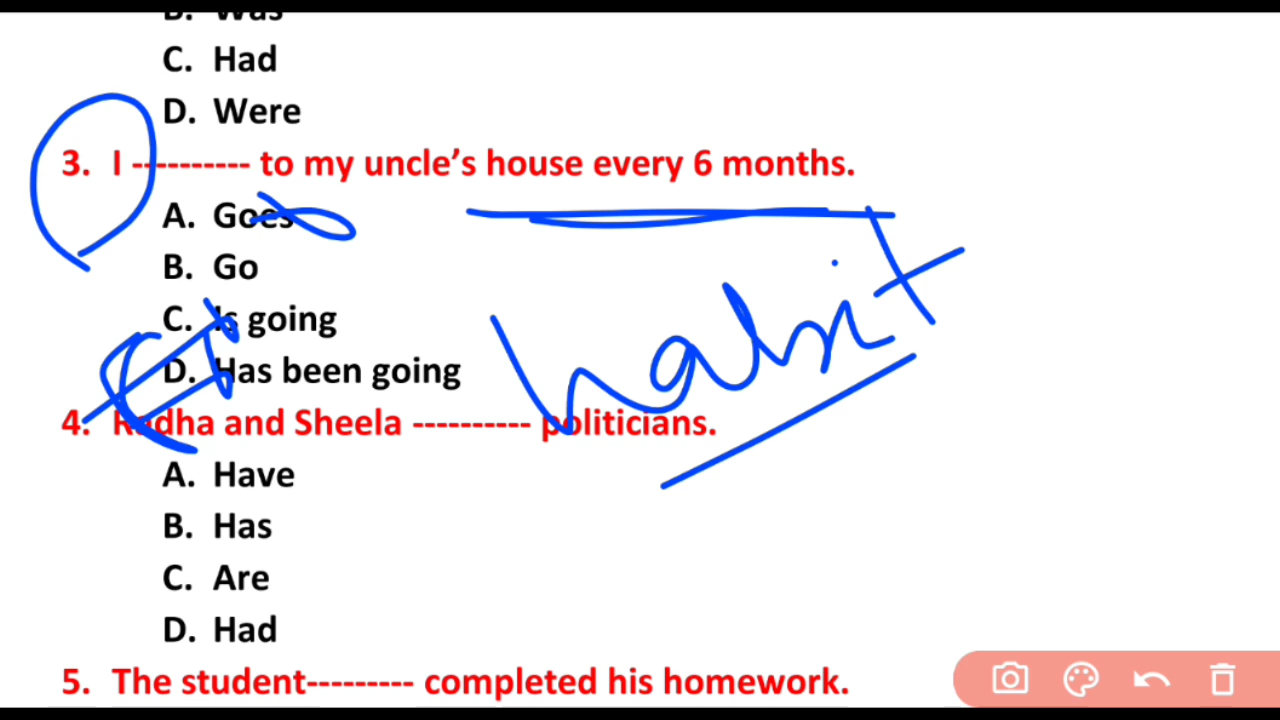 B. Was
C. Had
D. Were
3. I ---------- to my uncle's house every 6 months.
A. Goes
B. Go
C. Is going
D. Has been going
habit
4. Radha and Sheela ---------- politicians.
A. Have
B. Has
C. Are
D. Had
5. The student--------- completed his homework.